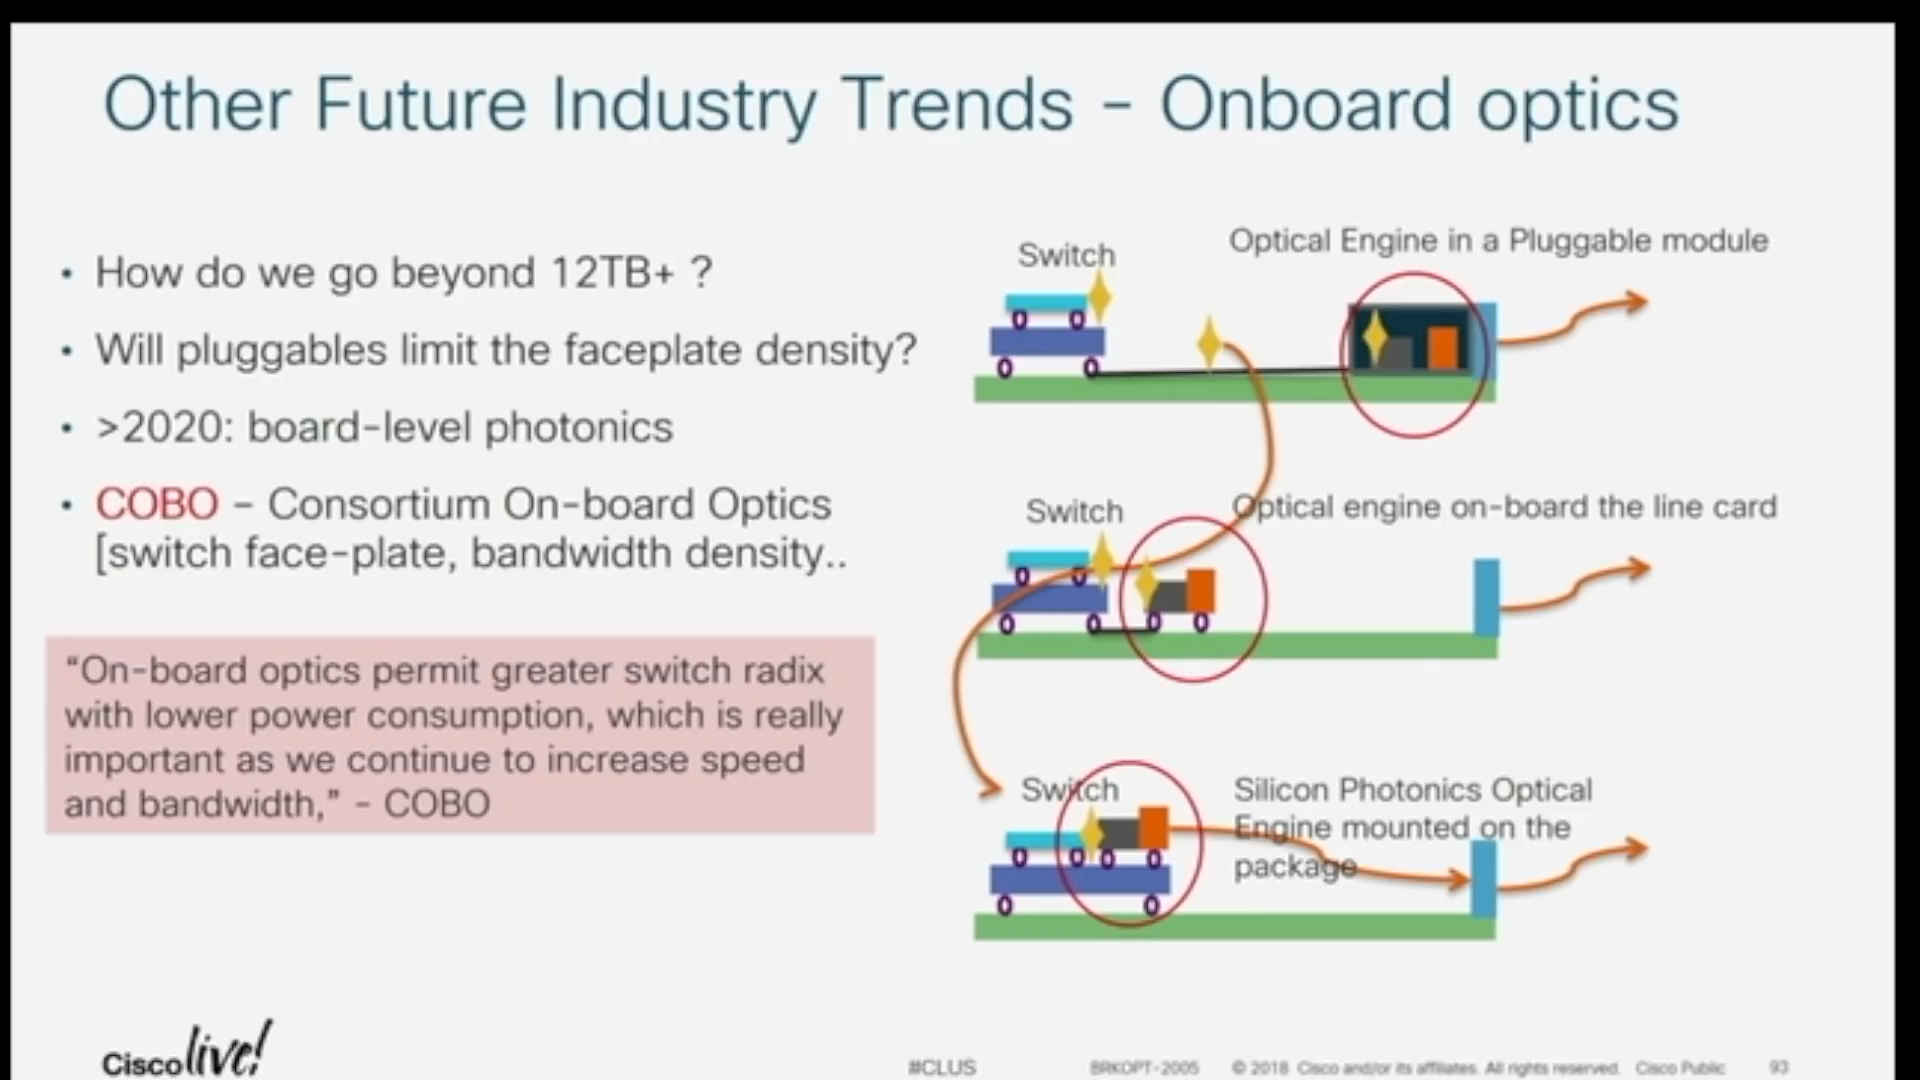 Other Future Industry Trends - Onboard optics
• How do we go beyond 12TB+ ?
• Will pluggables limit the faceplate density?
• >2020: board-level photonics
• COBO – Consortium On-board Optics
[switch face-plate, bandwidth density..
“On-board optics permit greater switch radix
with lower power consumption, which is really
important as we continue to increase speed
and bandwidth,” - COBO
Switch
Optical Engine in a Pluggable module
Switch
Optical engine on-board the line card
Switch
Silicon Photonics Optical
Engine mounted on the
package
Cisco live!
#CLUS
BRKOPT-2005
© 2018 Cisco and/or its affiliates. All rights reserved. Cisco Public
93